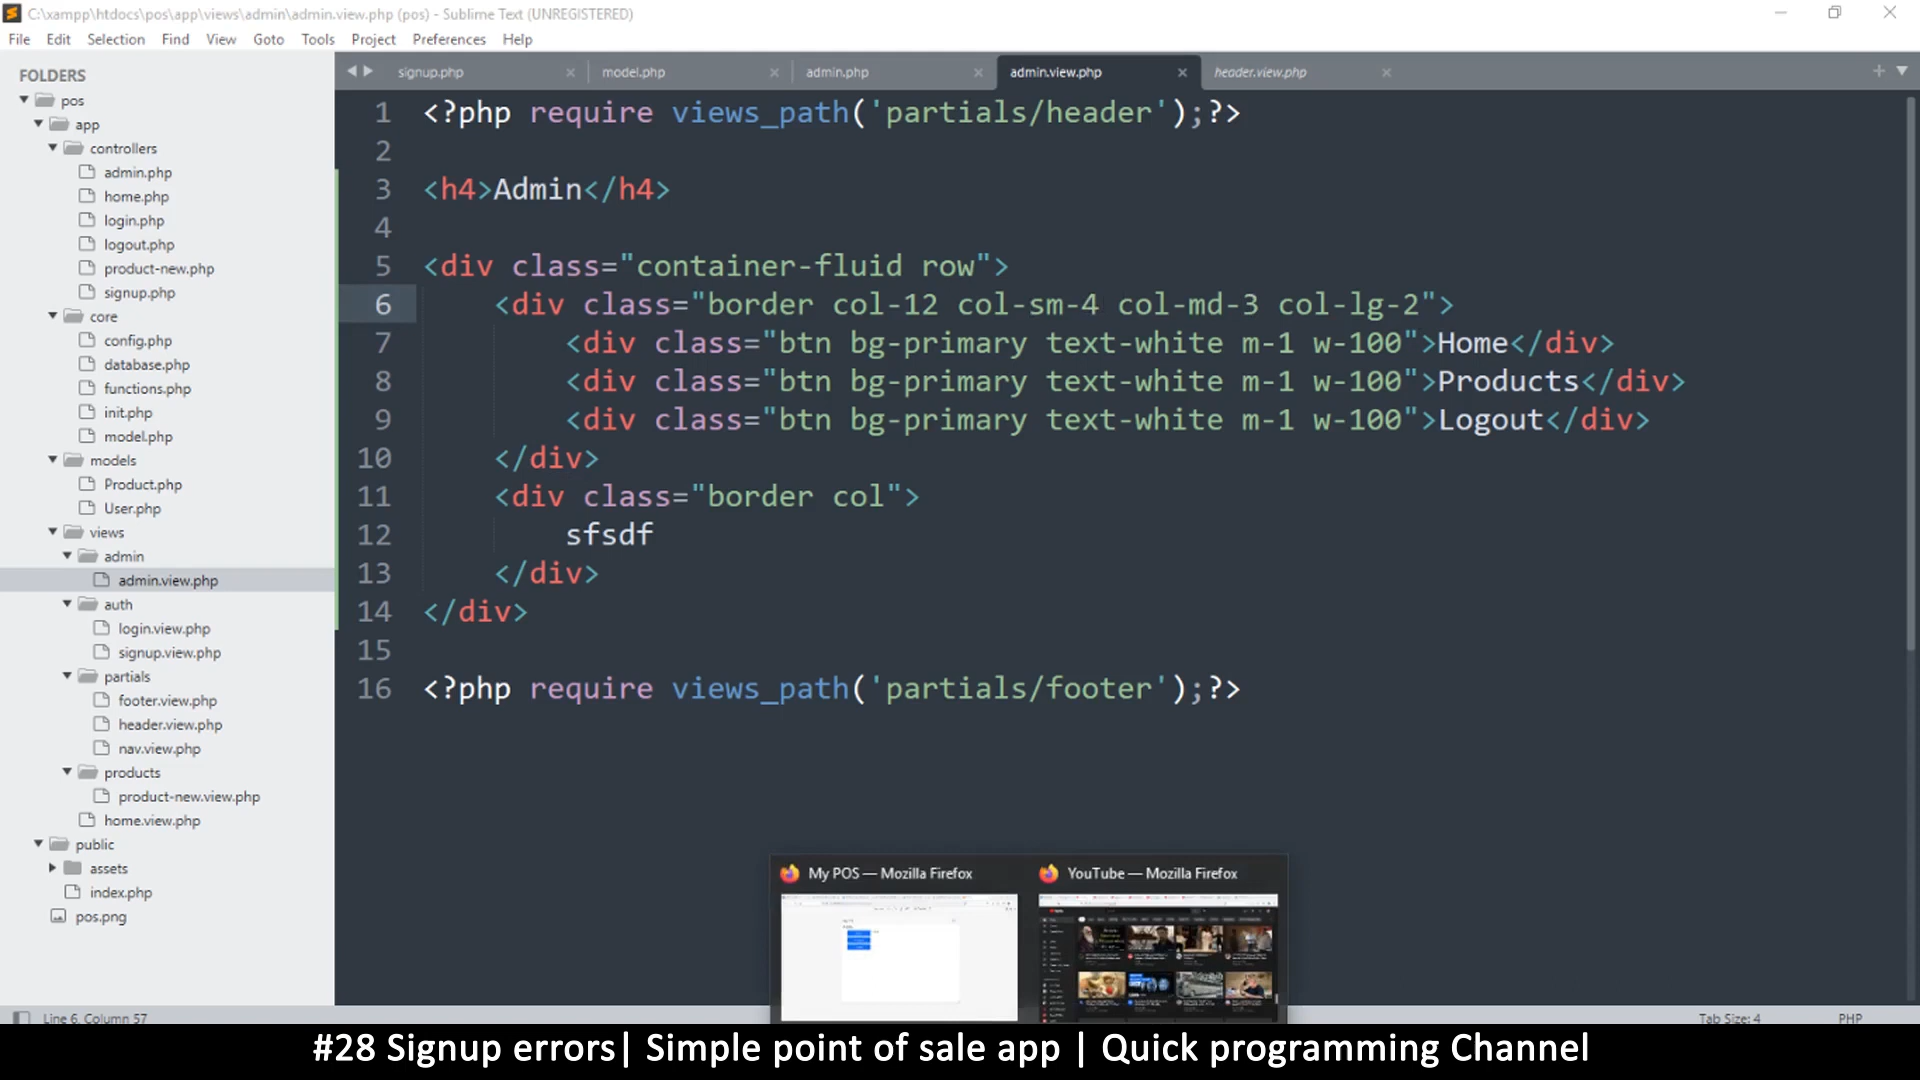 C:\xampp\htdocs\pos\app\views\admin\admin.view.php (pos) - Sublime Text (UNREGISTERED)
File Edit Selection Find View Goto Tools Project Preferences Help
FOLDERS
pos
app
controllers
admin.php
home.php
login.php
logout.php
product-new.php
signup.php
core
config.php
database.php
functions.php
init.php
model.php
models
Product.php
User.php
views
admin
admin.view.php
auth
login.view.php
signup.view.php
partials
footer.view.php
header.view.php
nav.view.php
products
product-new.view.php
home.view.php
public
assets
index.php
pos.png
signup.php model.php admin.php admin.view.php header.view.php
1 <?php require views_path('partials/header');?>
2
3 <h4>Admin</h4>
4
5 <div class="container-fluid row">
6 <div class="border col-12 col-sm-4 col-md-3 col-lg-2">
7 <div class="btn bg-primary text-white m-1 w-100">Home</div>
8 <div class="btn bg-primary text-white m-1 w-100">Products</div>
9 <div class="btn bg-primary text-white m-1 w-100">Logout</div>
10 </div>
11 <div class="border col">
12 sfsdf
13 </div>
14 </div>
15
16 <?php require views_path('partials/footer');?>
My POS — Mozilla Firefox
YouTube — Mozilla Firefox
Line 6, Column 57
Tab Size: 4
PHP
#28 Signup errors| Simple point of sale app | Quick programming Channel